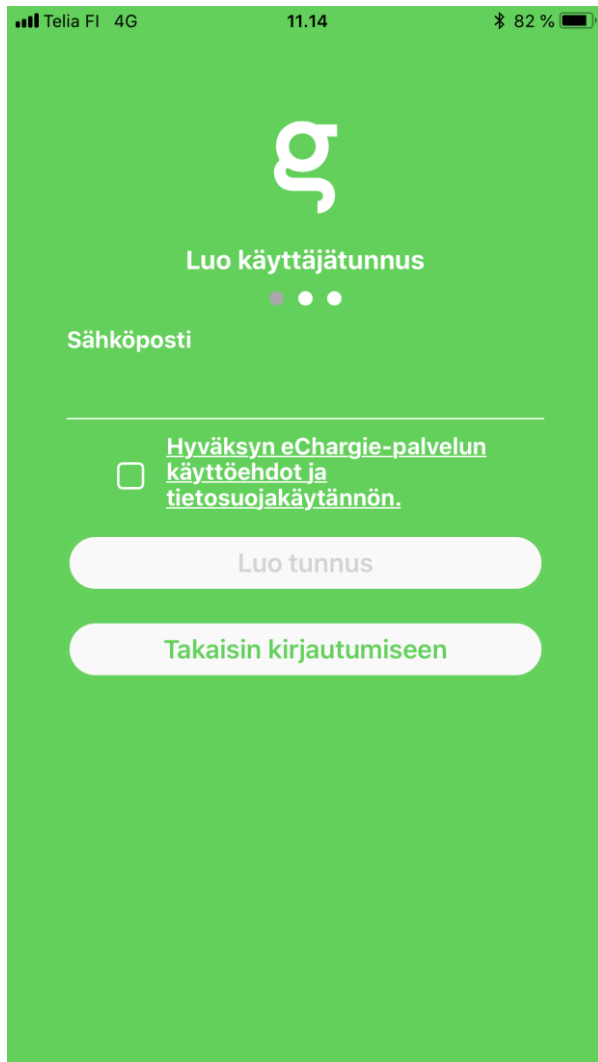 Telia FI 4G 11.14 82 %
g
Luo käyttäjätunnus
Sähköposti
Hyväksyn eChargie-palvelun
käyttöehdot ja
tietosuojakäytännön.
Luo tunnus
Takaisin kirjautumiseen